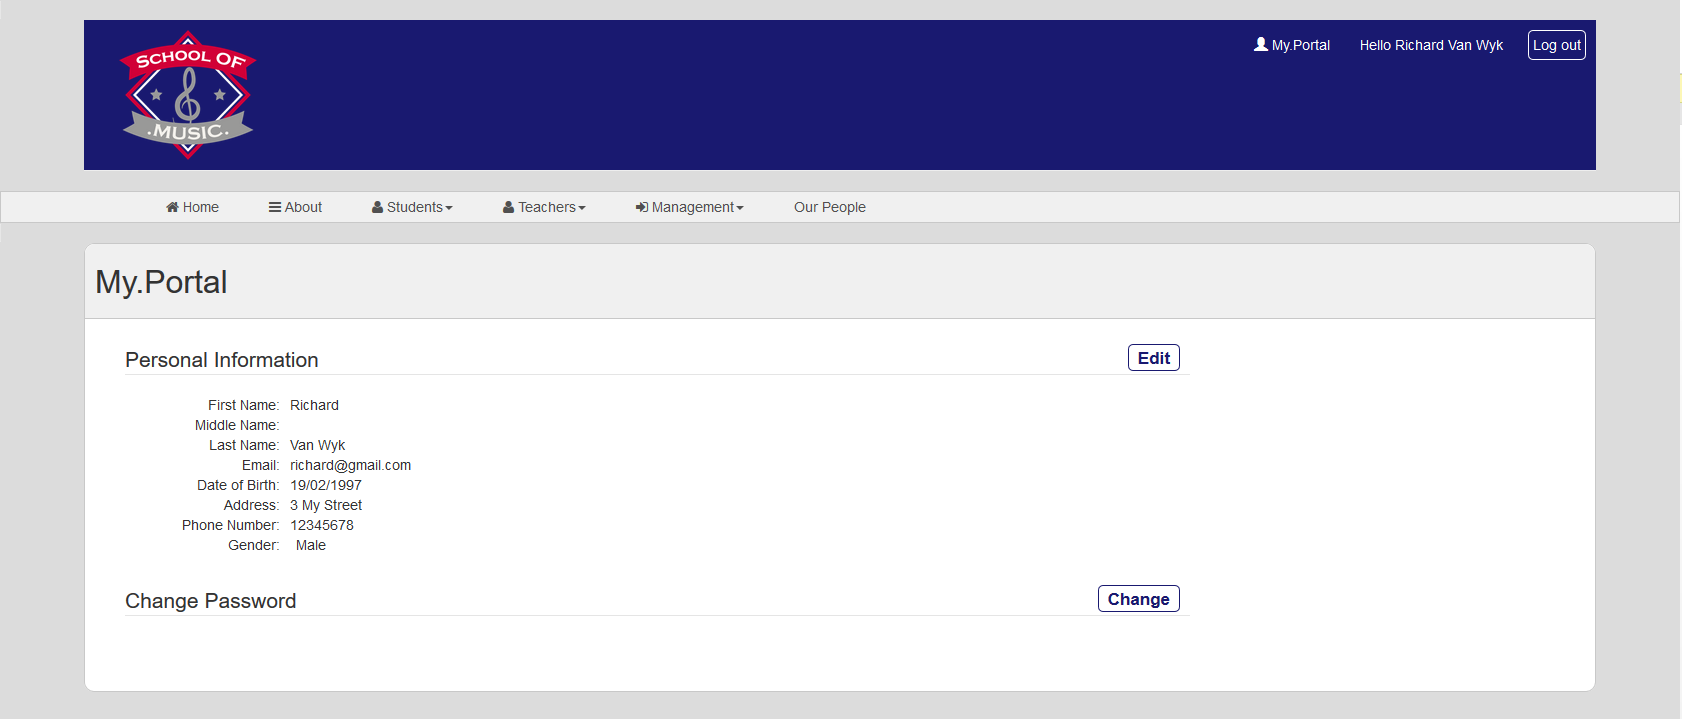 SCHOOL OF
.MUSIC.
My.Portal Hello Richard Van Wyk Log out
Home About Students Teachers Management Our People
My.Portal
Personal Information Edit
First Name: Richard
Middle Name:
Last Name: Van Wyk
Email: richard@gmail.com
Date of Birth: 19/02/1997
Address: 3 My Street
Phone Number: 12345678
Gender: Male
Change Password Change